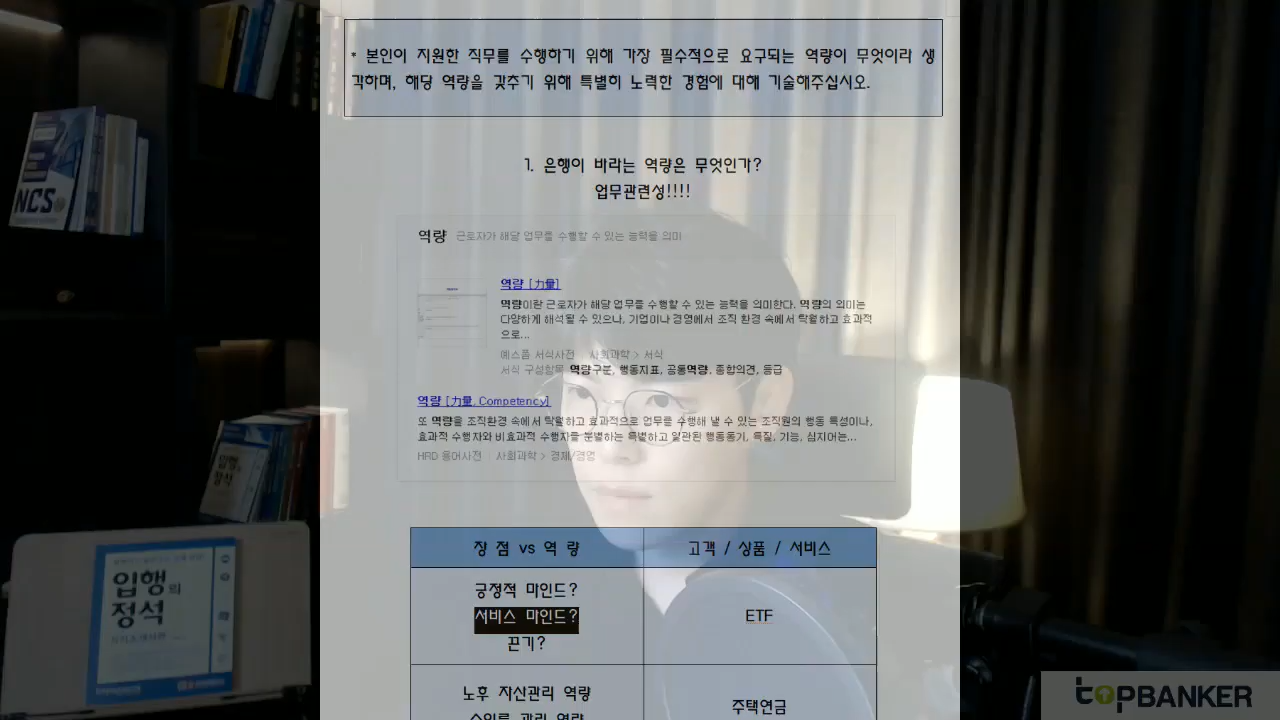 * 본인이 지원한 직무를 수행하기 위해 가장 필수적으로 요구되는 역량이 무엇이라 생
각하며, 해당 역량을 갖추기 위해 특별히 노력한 경험에 대해 기술해주십시오.
1. 은행이 바라는 역량은 무엇인가?
업무관련성!!!!
역량 근로자가 해당 업무를 수행할 수 있는 능력을 의미
역량 [力量]
역량이란 근로자가 해당 업무를 수행할 수 있는 능력을 의미한다. 역량의 의미는
다양하게 해석될 수 있으나, 기업이나 경영에서 조직 환경 속에서 탁월하고 효과적
으로...
예스폼 서식사전 사회과학 > 서식
서식 구성항목 역량구분, 행동지표, 공통역량, 종합의견, 등급
역량 [力量, Competency]
또 역량을 조직환경 속에서 탁월하고 효과적으로 업무를 수행해 낼 수 있는 조직원의 행동 특성이나,
효과적 수행자와 비효과적 수행자를 분별하는 특별하고 일관된 행동동기, 특질, 기능, 심지어는...
HRD 용어사전 사회과학 > 경제/경영
장 점 vs 역 량
고객 / 상품 / 서비스
긍정적 마인드?
서비스 마인드?
끈기?
ETF
노후 자산관리 역량
수익률 관리 역량
주택연금
NCS
입행의
정석
입행의
정석
TOPBANKER